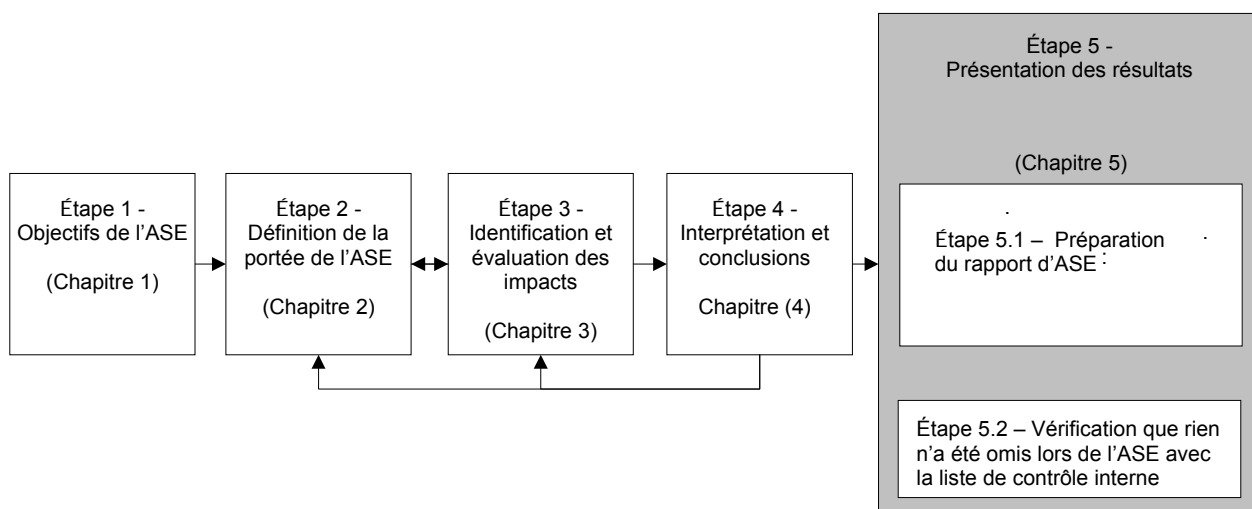 Étape 1 -
Objectifs de l'ASE
(Chapitre 1)
Étape 2 -
Définition de la
portée de l'ASE
(Chapitre 2)
Étape 3 -
Identification et
évaluation des
impacts
(Chapitre 3)
Étape 4 -
Interprétation et
conclusions
Chapitre (4)
Étape 5 -
Présentation des résultats
(Chapitre 5)
Étape 5.1 – Préparation
du rapport d'ASE
Étape 5.2 – Vérification que rien
n'a été omis lors de l'ASE avec
la liste de contrôle interne